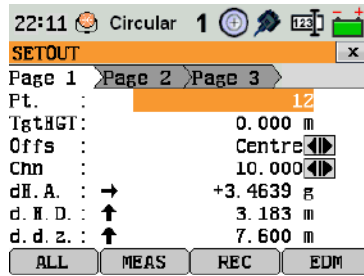 22:11 Circular 1 123
SETOUT x
Page 1 Page 2 Page 3
Pt. : 12
TgtHGT: 0.000 m
Offs : Centre
Chn : 10.000
dH.A. : → +3.4639 g
d.H.D.: ↑ 3.183 m
d.d.z.: ↑ 7.600 m
ALL MEAS REC EDM